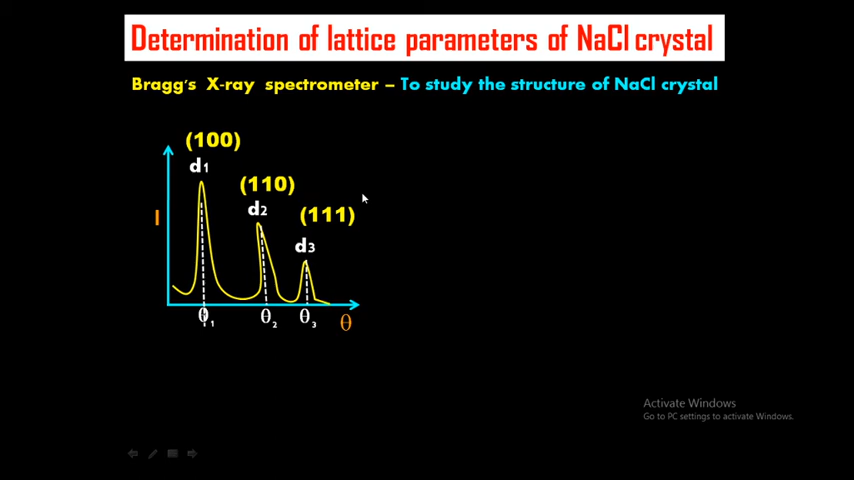 Determination of lattice parameters of NaCl crystal
Bragg's X-ray spectrometer – To study the structure of NaCl crystal
(100)
d1
(110)
d2
(111)
d3
I
θ1
θ2
θ3
θ
Activate Windows
Go to PC settings to activate Windows.